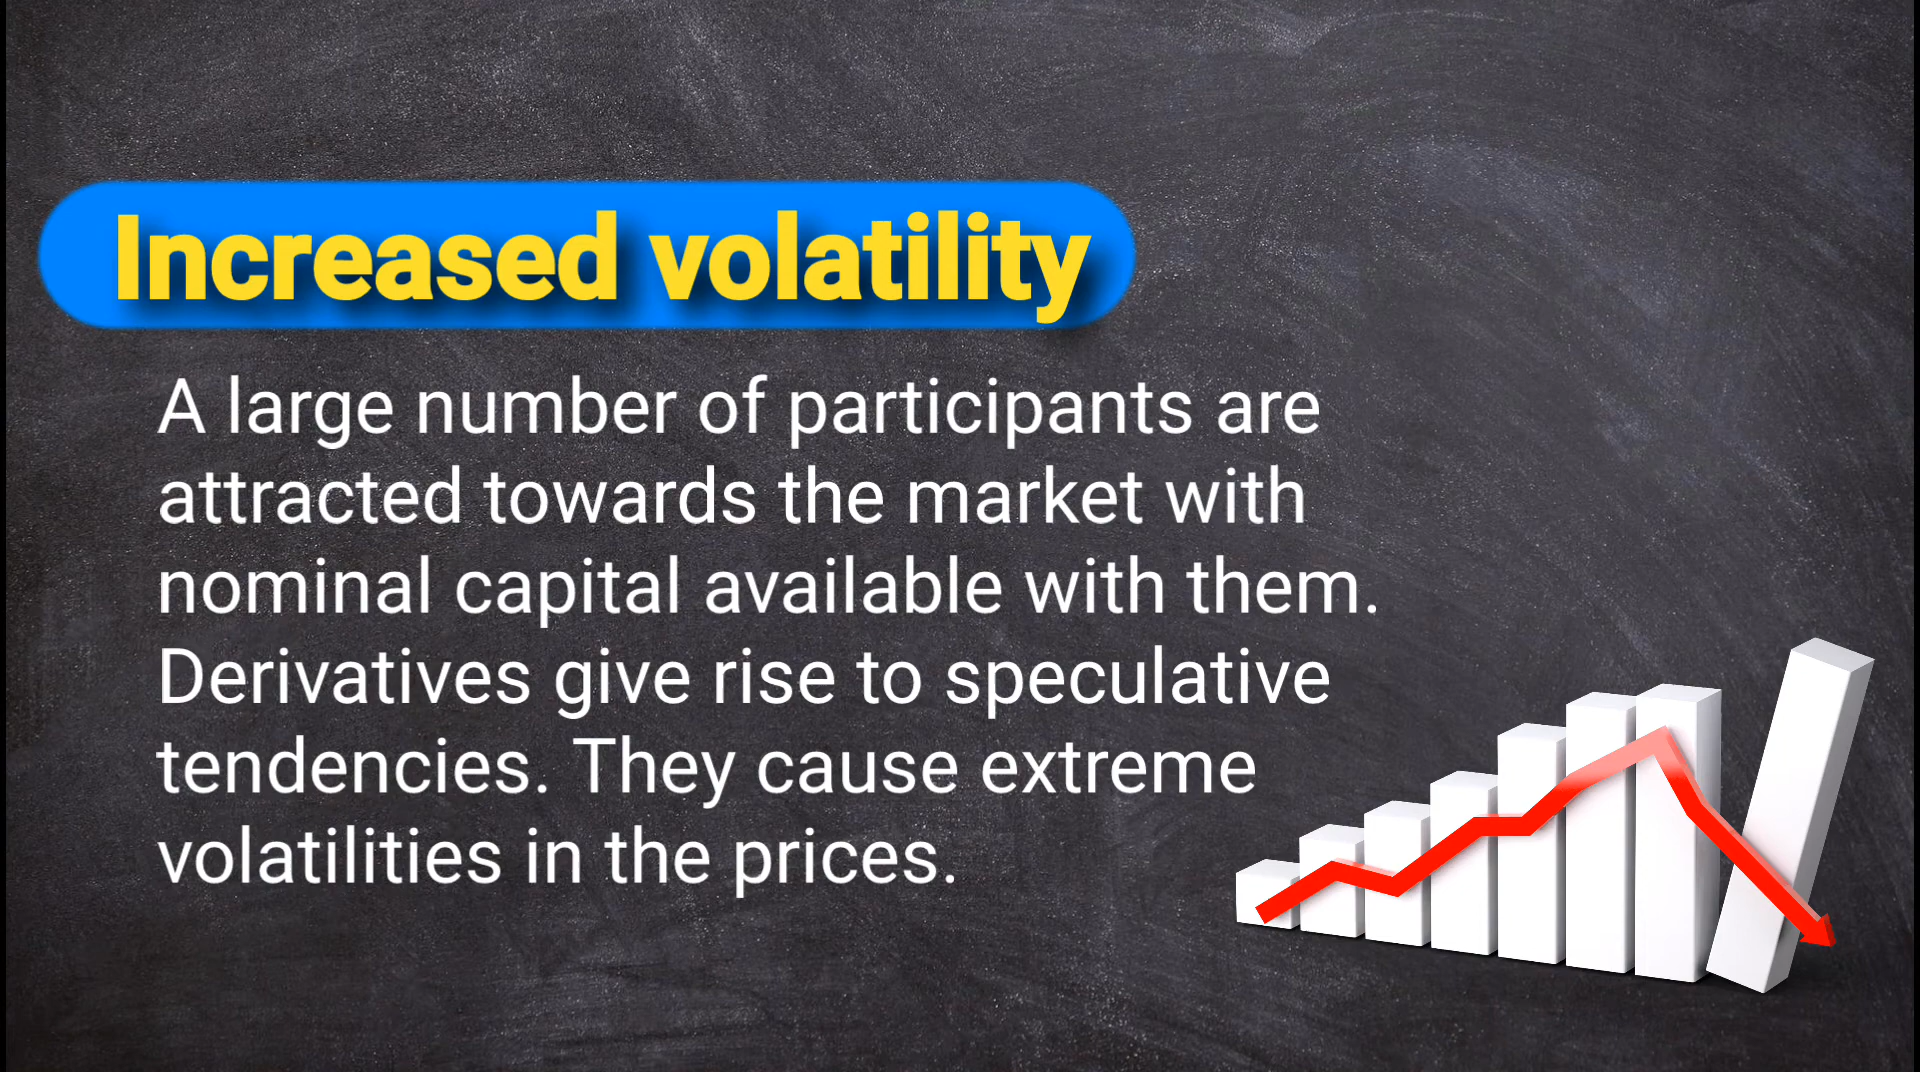 Increased volatility
A large number of participants are
attracted towards the market with
nominal capital available with them.
Derivatives give rise to speculative
tendencies. They cause extreme
volatilities in the prices.